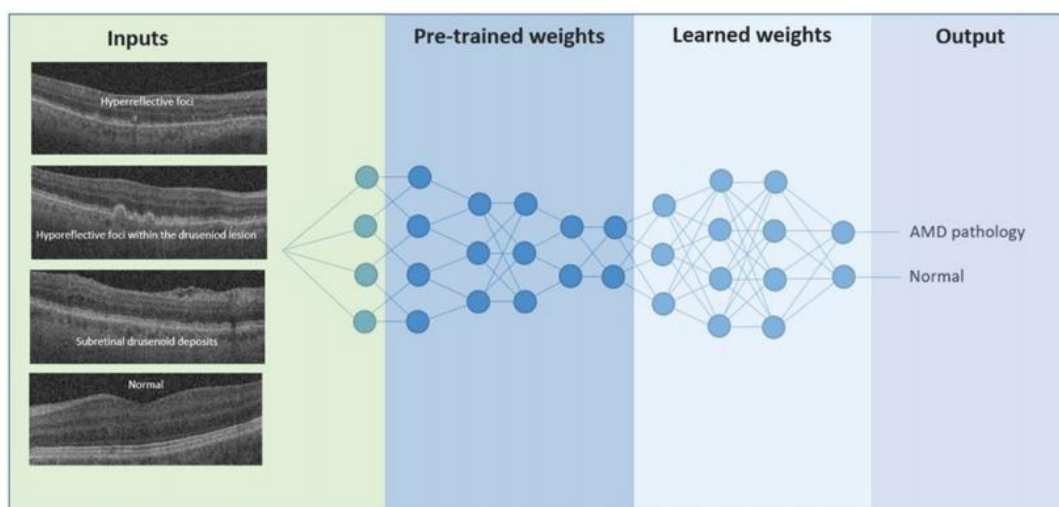 Inputs
Pre-trained weights
Learned weights
Output
Hyperreflective foci
Hyporeflective foci within the druseniod lesion
Subretinal drusenoid deposits
Normal
AMD pathology
Normal